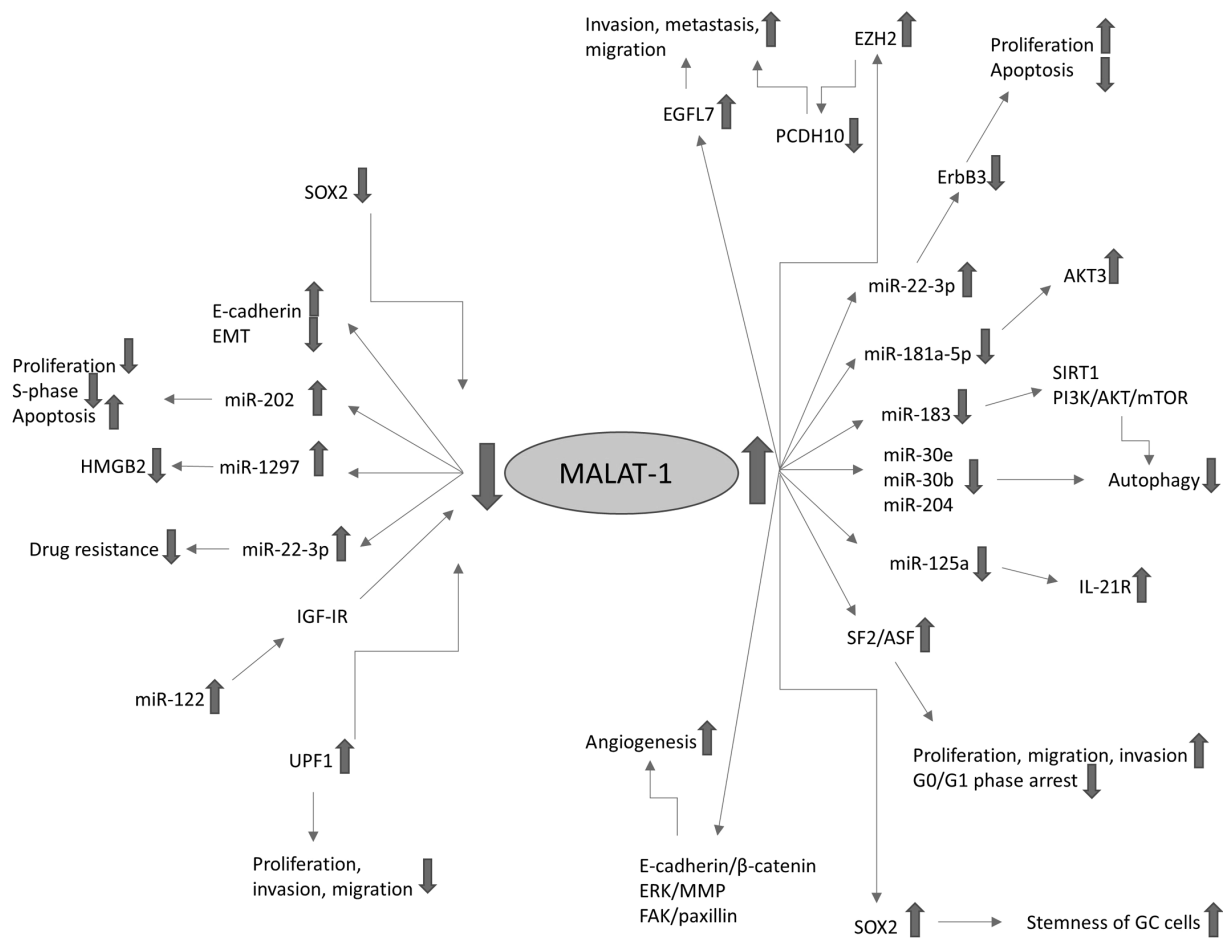 Invasion, metastasis,
migration
EZH2
Proliferation
Apoptosis
EGFL7
PCDH10
ErbB3
SOX2
miR-22-3p
AKT3
E-cadherin
EMT
miR-181a-5p
Proliferation
S-phase
Apoptosis
miR-202
SIRT1
PI3K/AKT/mTOR
miR-183
HMGB2
miR-1297
MALAT-1
miR-30e
miR-30b
miR-204
Autophagy
Drug resistance
miR-22-3p
miR-125a
IL-21R
IGF-IR
SF2/ASF
miR-122
UPF1
Angiogenesis
Proliferation, migration, invasion
G0/G1 phase arrest
Proliferation,
invasion, migration
E-cadherin/β-catenin
ERK/MMP
FAK/paxillin
SOX2
Stemness of GC cells